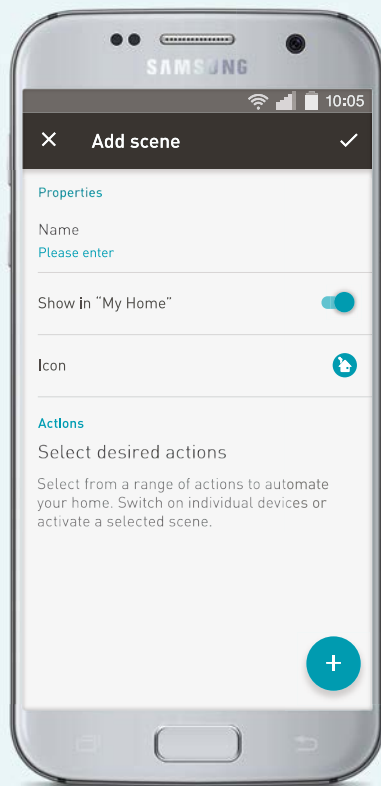 SAMSUNG
10:05
Add scene
Properties
Name
Please enter
Show in “My Home”
Icon
Actions
Select desired actions
Select from a range of actions to automate
your home. Switch on individual devices or
activate a selected scene.